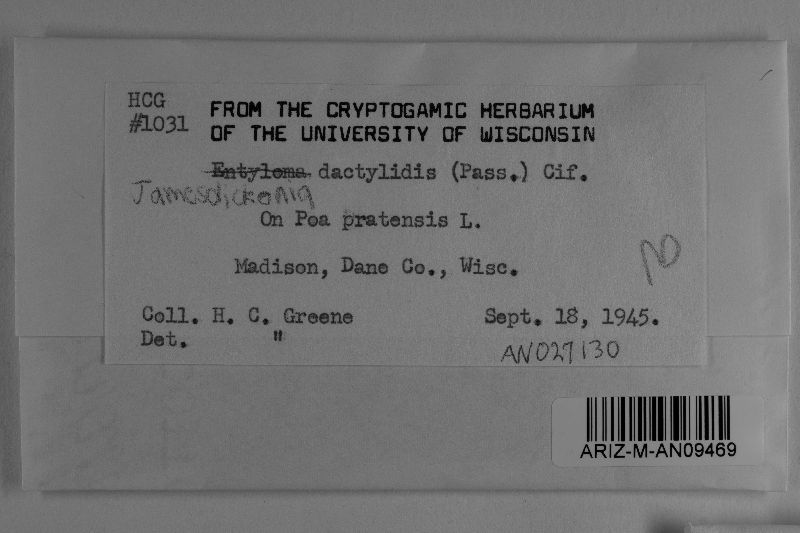 HCG
#1031
FROM THE CRYPTOGAMIC HERBARIUM
OF THE UNIVERSITY OF WISCONSIN
Entyloma dactylidis (Pass.) Cif.
Jamesdicksonia
On Poa pratensis L.
Madison, Dane Co., Wisc.
Coll. H. C. Greene Sept. 18, 1945.
Det. "
AN027130
ARIZ-M-AN09469